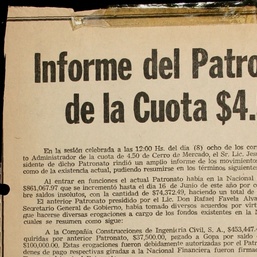 Informe del Patro
de la Cuota $4.
En la sesión celebrada a las 12:00 Hs. del día (8) ocho de los cor
to Administrador de la cuota de 4.50 de Cerro de Mercado, el Sr. Lic. Jes
sidente de dicho Patronato rindió un amplio informe de los movimientos
como de la existencia actual, pudiendo resumirse en los términos siguientes
Al entrar en funciones el actual Patronato había en la Nacional
$861,067.97 que se incrementó hasta el 16 de Junio de este año por c
bre saldos insolutos, con la cantidad de $74,372.49, haciendo un total de
El anterior Patronato presidido por el Lic. Don Rafael Favela Alva
Secretario General de Gobierno, había tomado diversos acuerdos por virt
que hacerse diversas erogaciones a cargo de los fondos existentes en la N
cuales se resumen como sigue:
A la Compañía Construcciones de Ingeniería Civil, S. A., $453,447.
quiridas por anterior Patronato, $77,500.00, pagado a Gopa por saldo
$100,000.00. Estas erogaciones fueron debidamente autorizadas por el Patr
denes de pago respectivas giradas a la Nacional Financiera fueron firmad